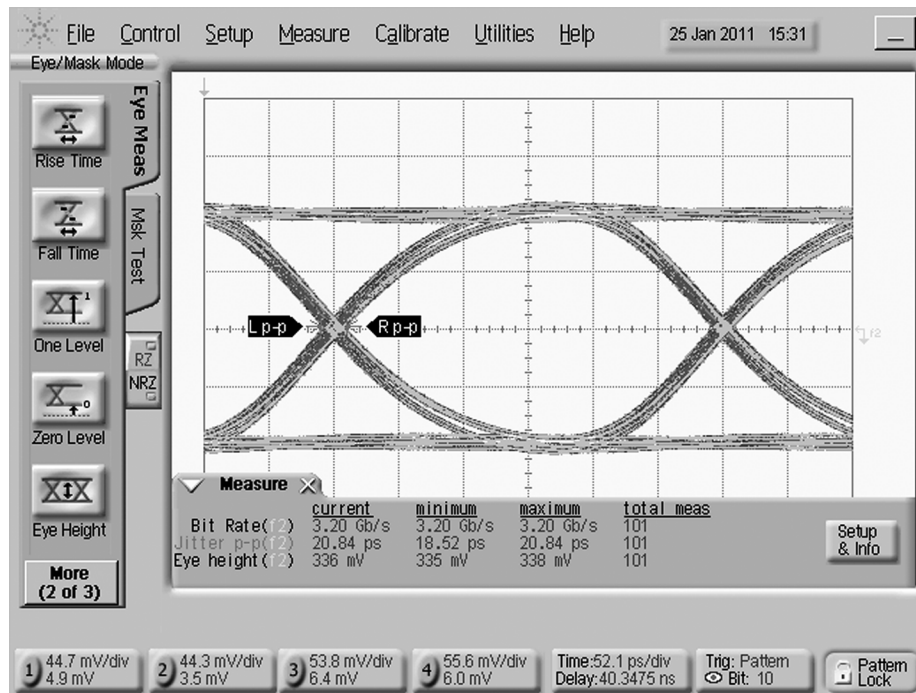 File Control Setup Measure Calibrate Utilities Help 25 Jan 2011 15:31
Eye/Mask Mode
Eye Meas
Msk Test
Rise Time
Fall Time
One Level
Zero Level
Eye Height
More
(2 of 3)
RZ
NRZ
L p-p
R p-p
f2
Measure
current minimum maximum total meas
Bit Rate(f2) 3.20 Gb/s 3.20 Gb/s 3.20 Gb/s 101
Jitter p-p(f2) 20.84 ps 18.52 ps 20.84 ps 101
Eye height(f2) 336 mV 335 mV 338 mV 101
Setup
& Info
1) 44.7 mV/div
4.9 mV
2) 44.3 mV/div
3.5 mV
3) 53.8 mV/div
6.4 mV
4) 55.6 mV/div
6.0 mV
Time:52.1 ps/div
Delay:40.3475 ns
Trig: Pattern
Bit: 10
Pattern
Lock